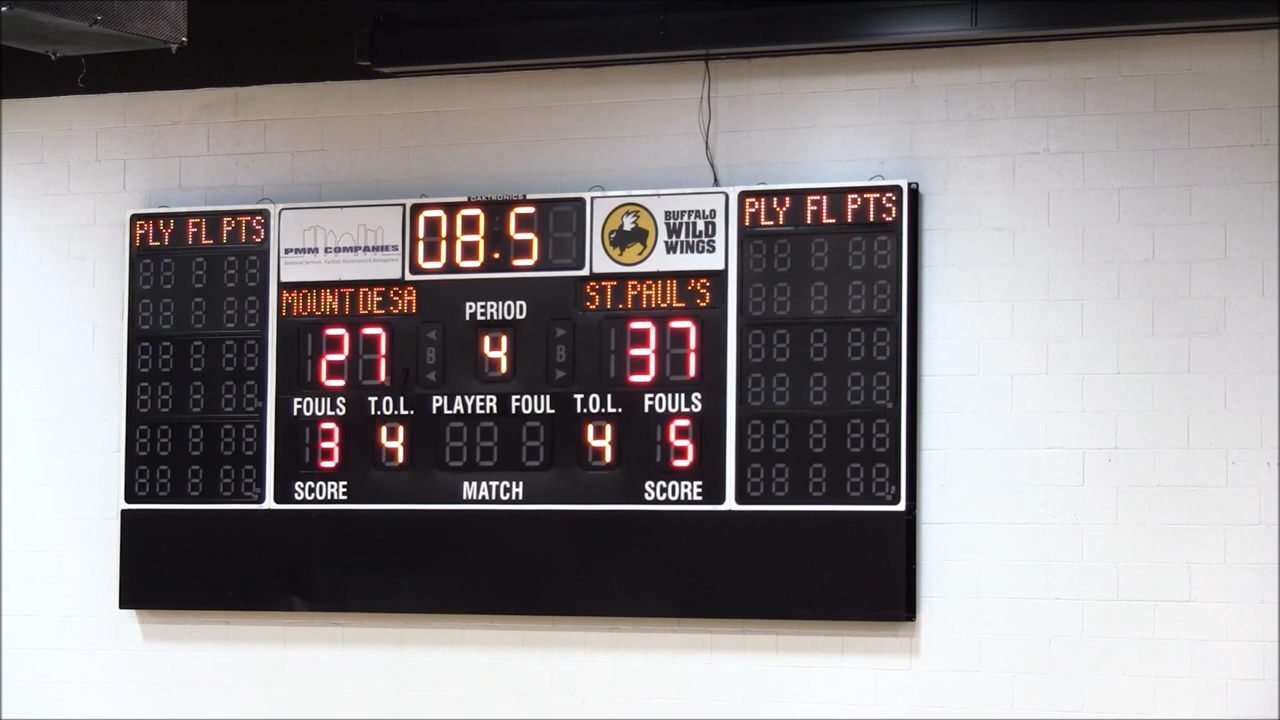 DAKTRONICS
PLY FL PTS
PMM COMPANIES
08.5
BUFFALO
WILD
WINGS
PLY FL PTS
MOUNT DE SA
PERIOD
ST.PAUL'S
27
B
4
B
37
FOULS T.O.L. PLAYER FOUL T.O.L. FOULS
3 4 4 5
SCORE MATCH SCORE